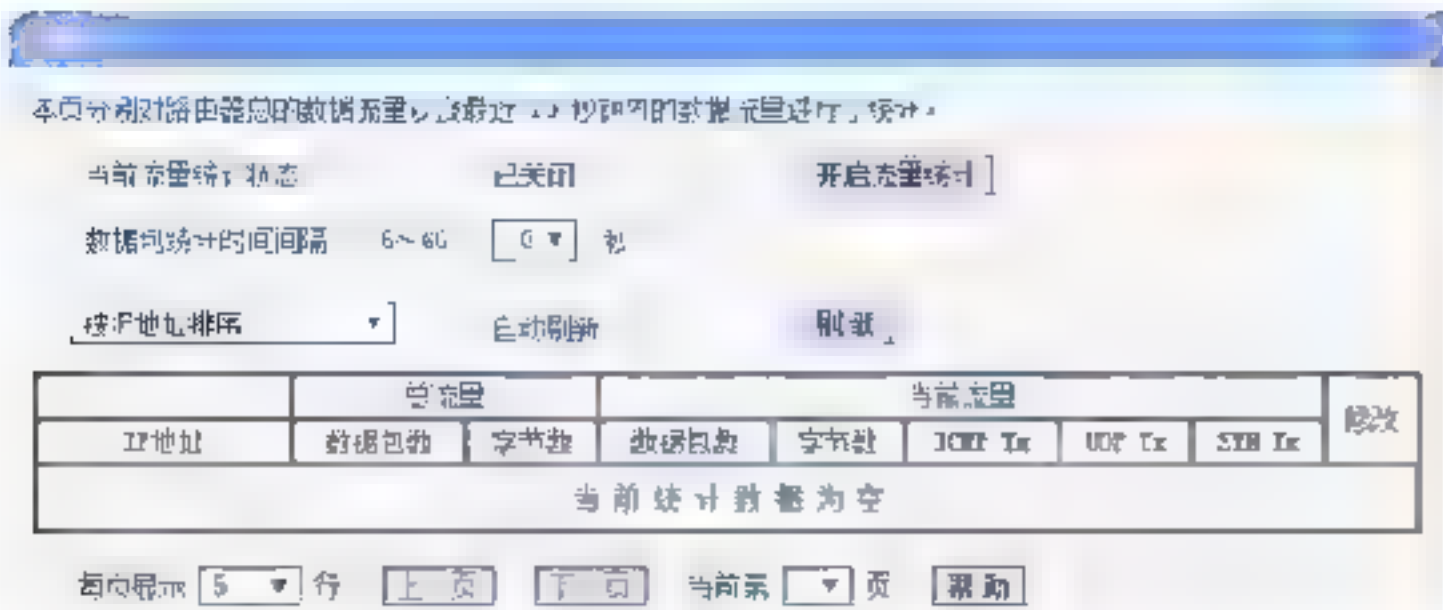 本页分别对路由器总的数据流量以及最近 秒钟内的数据流量进行了统计。
当前流量统计状态 已关闭 开启流量统计
数据包统计时间间隔 5~60 秒
按IP地址排序 自动刷新 刷新
总流量 当前流量 修改
IP地址 数据包数 字节数 数据包数 字节数 ICMP Tx UDP Tx SYN Tx
当前统计数据为空
每页显示 5 行 上一页 下一页 当前第 页 帮助